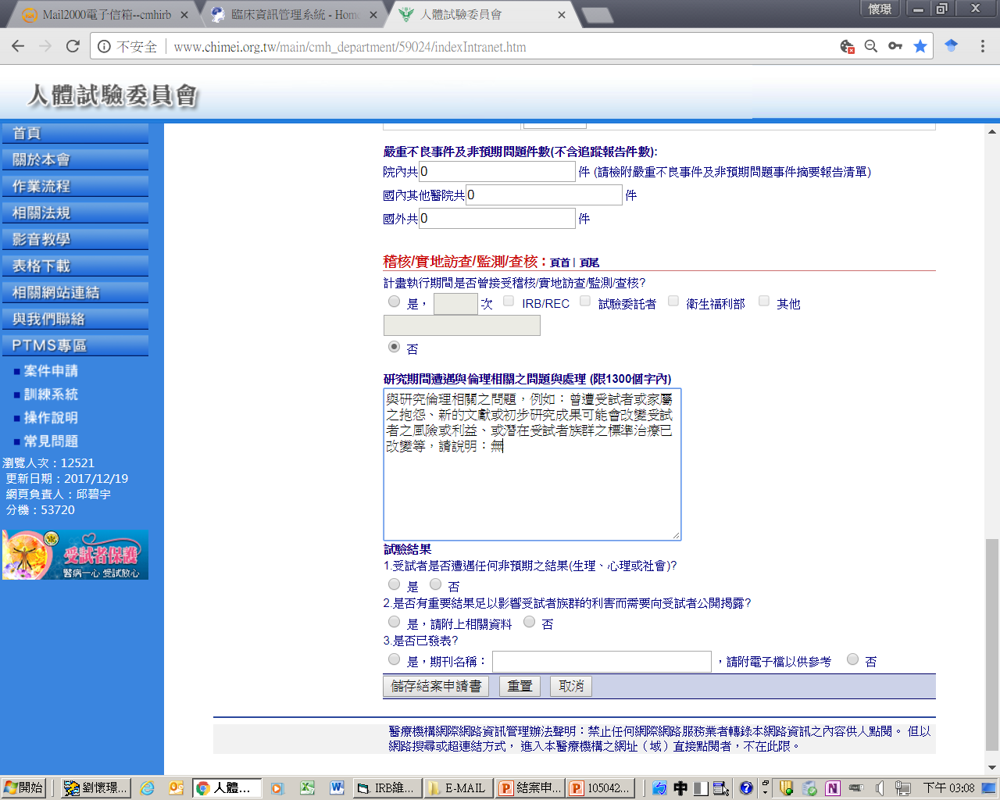 Mail2000電子信箱--cmhirb
臨床資訊管理系統 - Hom
人體試驗委員會
懷璟
不安全
www.chimei.org.tw/main/cmh_department/59024/indexIntranet.htm
人體試驗委員會
首頁
關於本會
作業流程
相關法規
影音教學
表格下載
相關網站連結
與我們聯絡
PTMS專區
案件申請
訓練系統
操作說明
常見問題
瀏覽人次：12521
更新日期：2017/12/19
網頁負責人：邱碧宇
分機：53720
受試者保護
醫病一心 受試放心
嚴重不良事件及非預期問題件數(不含追蹤報告件數):
院內共0 件 (請檢附嚴重不良事件及非預期問題事件摘要報告清單)
國內其他醫院共0 件
國外共0 件
稽核/實地訪查/監測/查核：頁首 | 頁尾
計畫執行期間是否曾接受稽核/實地訪查/監測/查核?
是， 次 IRB/REC 試驗委託者 衛生福利部 其他
否
研究期間遭遇與倫理相關之問題與處理 (限1300個字內)
與研究倫理相關之問題，例如：曾遭受試者或家屬
之抱怨、新的文獻或初步研究成果可能會改變受試
者之風險或利益、或潛在受試者族群之標準治療已
改變等，請說明：無
試驗結果
1.受試者是否遭遇任何非預期之結果(生理、心理或社會)?
是 否
2.是否有重要結果足以影響受試者族群的利害而需要向受試者公開揭露?
是，請附上相關資料 否
3.是否已發表?
是，期刊名稱： ，請附電子檔以供參考 否
儲存結案申請書 重置 取消
醫療機構網際網路資訊管理辦法聲明：禁止任何網際網路服務業者轉錄本網路資訊之內容供人點閱。 但以
網路搜尋或超連結方式， 進入本醫療機構之網址（域）直接點閱者，不在此限。
開始
劉懷璟...
人體...
IRB維...
E-MAIL
結案申...
105042...
中
下午 03:08